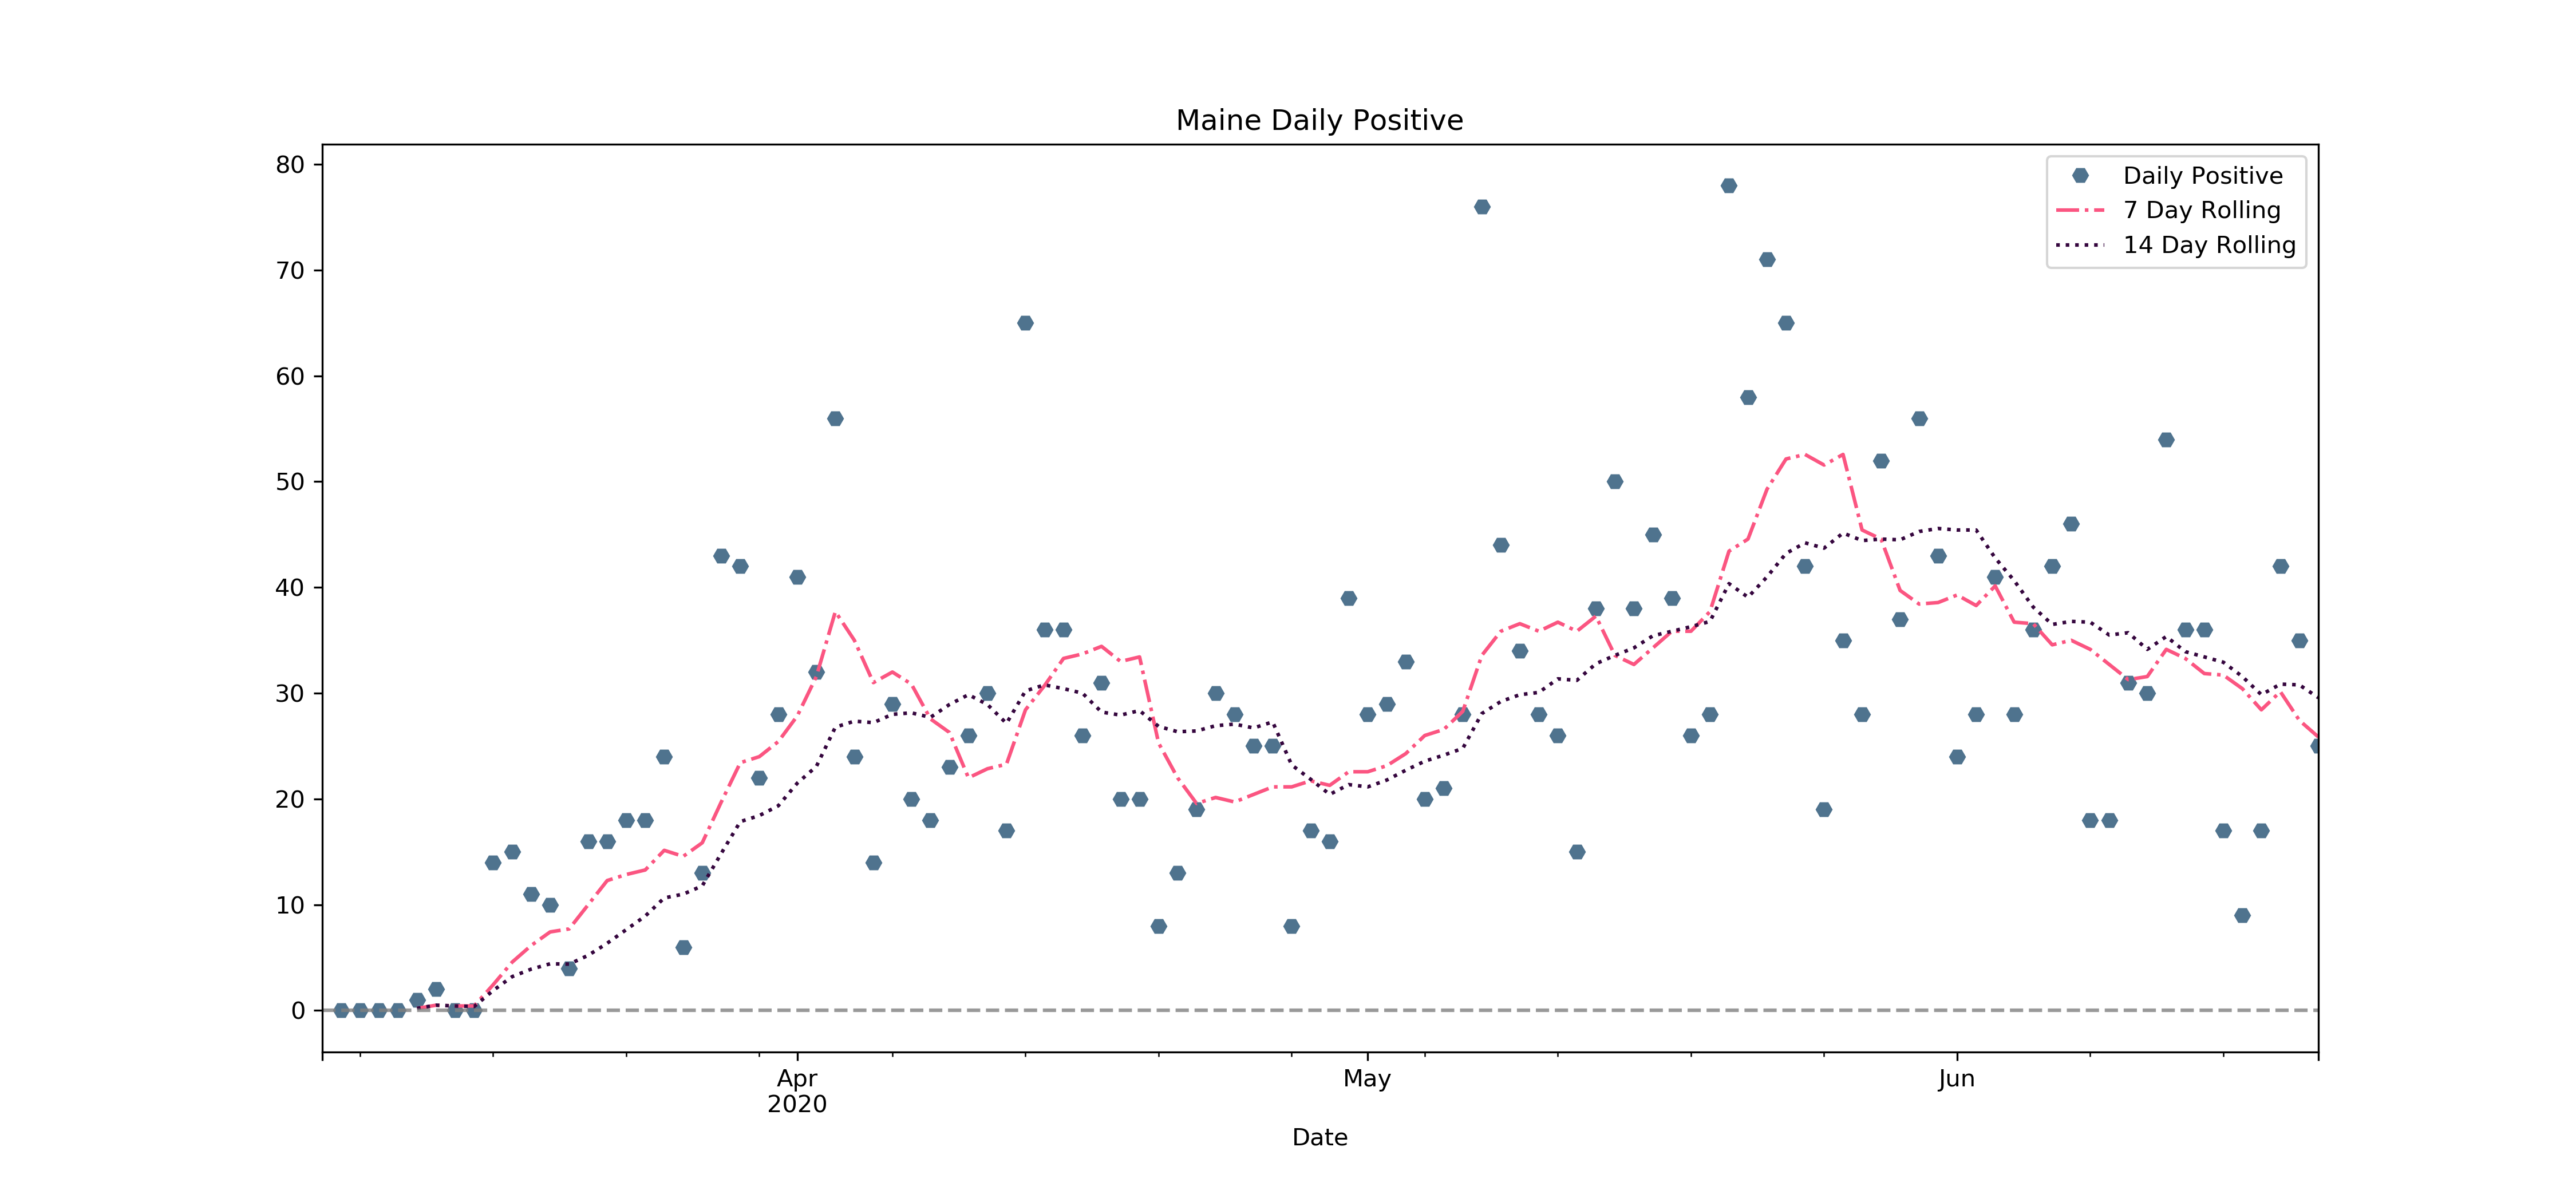 Maine Daily Positive
80
70
60
50
40
30
20
10
0
Daily Positive
7 Day Rolling
14 Day Rolling
Apr
2020
May
Jun
Date